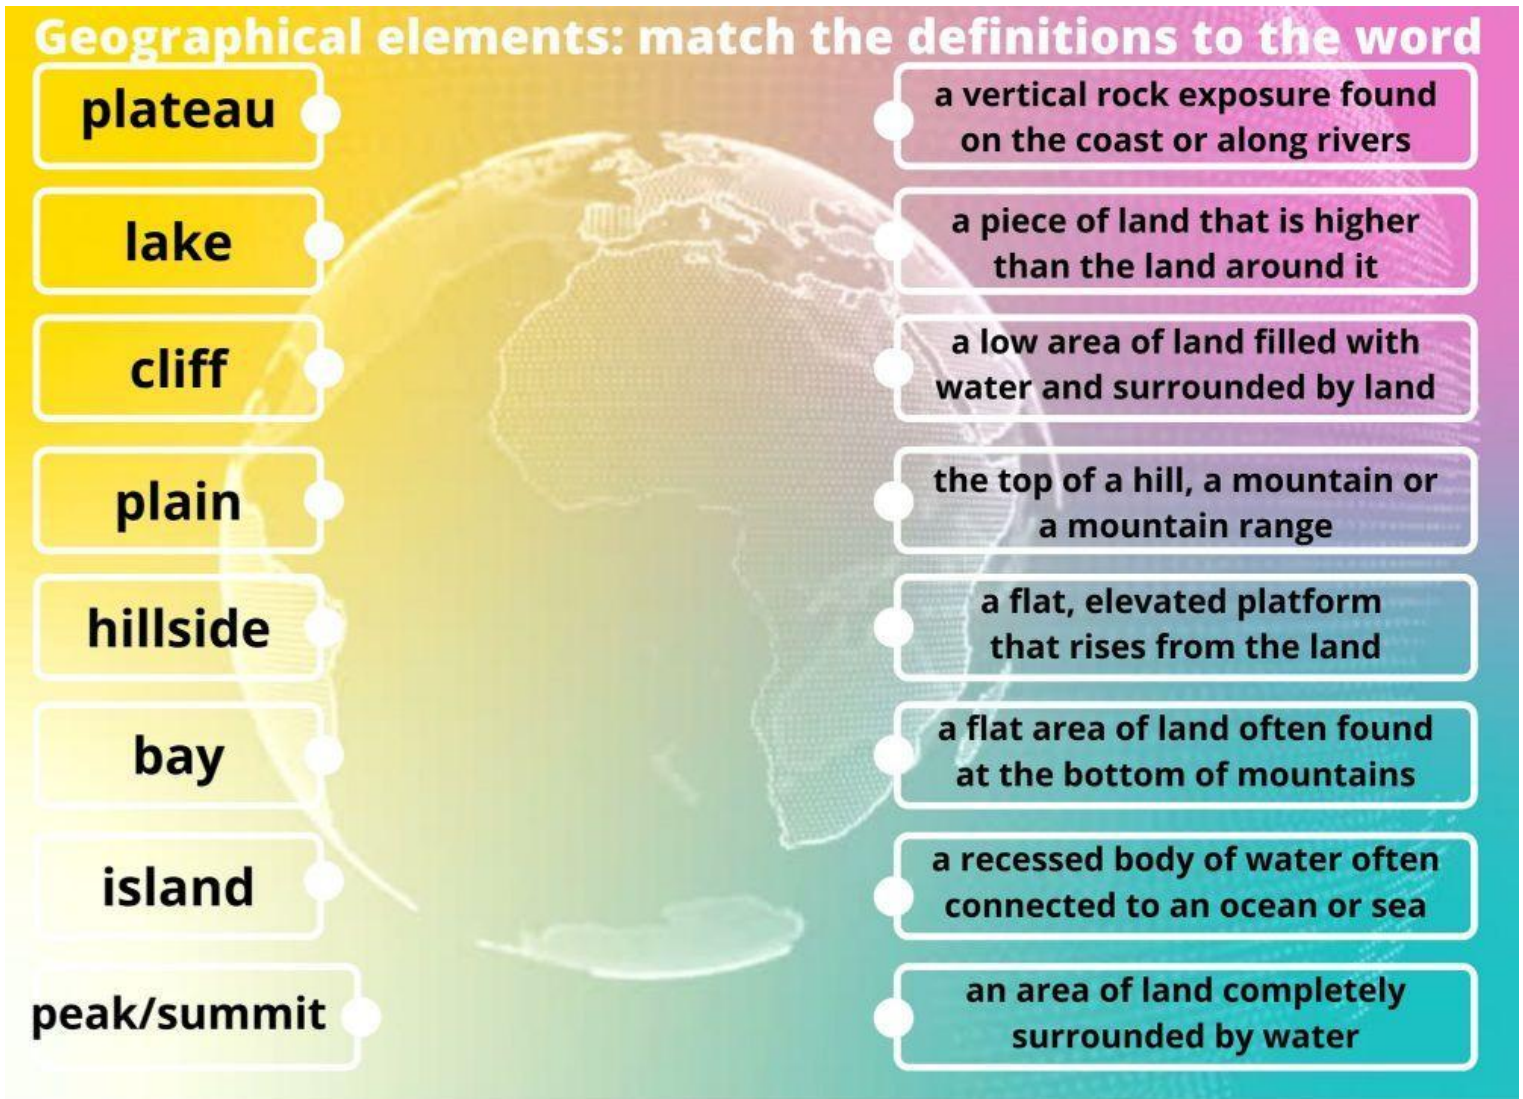 Geographical elements: match the definitions to the word
plateau
a vertical rock exposure found
on the coast or along rivers
lake
a piece of land that is higher
than the land around it
cliff
a low area of land filled with
water and surrounded by land
plain
the top of a hill, a mountain or
a mountain range
hillside
a flat, elevated platform
that rises from the land
bay
a flat area of land often found
at the bottom of mountains
island
a recessed body of water often
connected to an ocean or sea
peak/summit
an area of land completely
surrounded by water